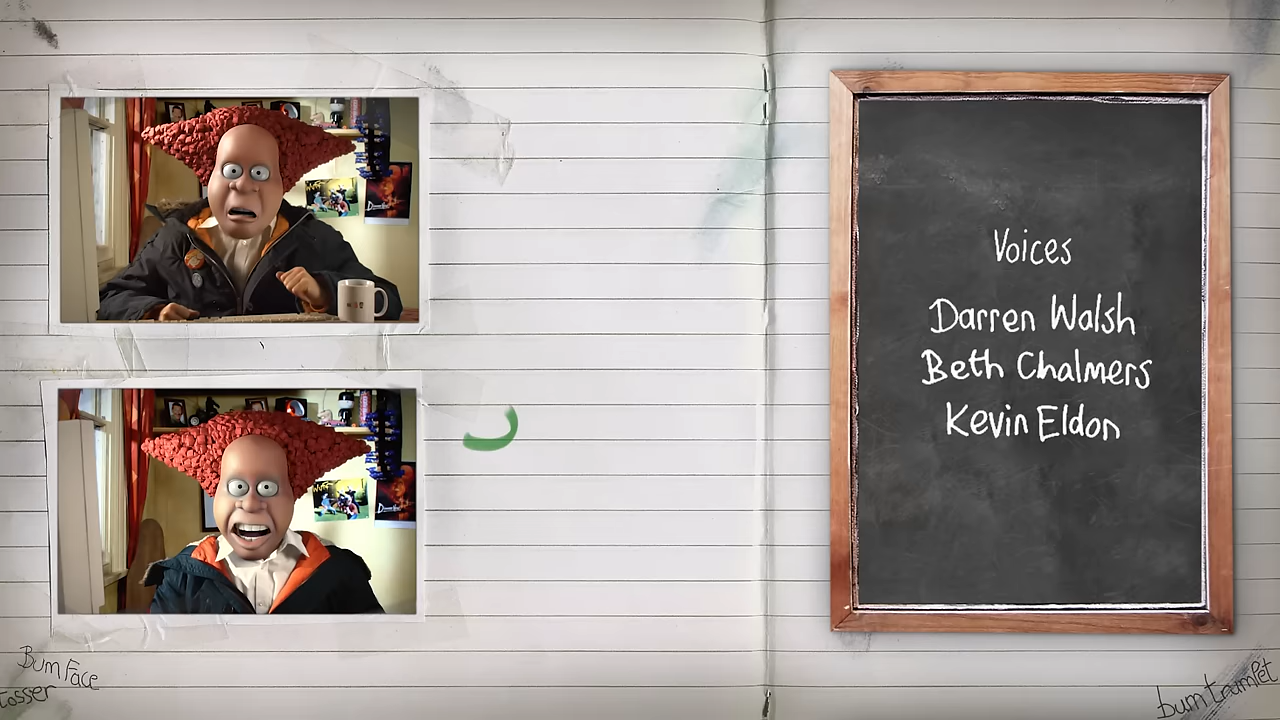 Voices
Darren Walsh
Beth Chalmers
Kevin Eldon
Bum Face
tosser
bum trumpet